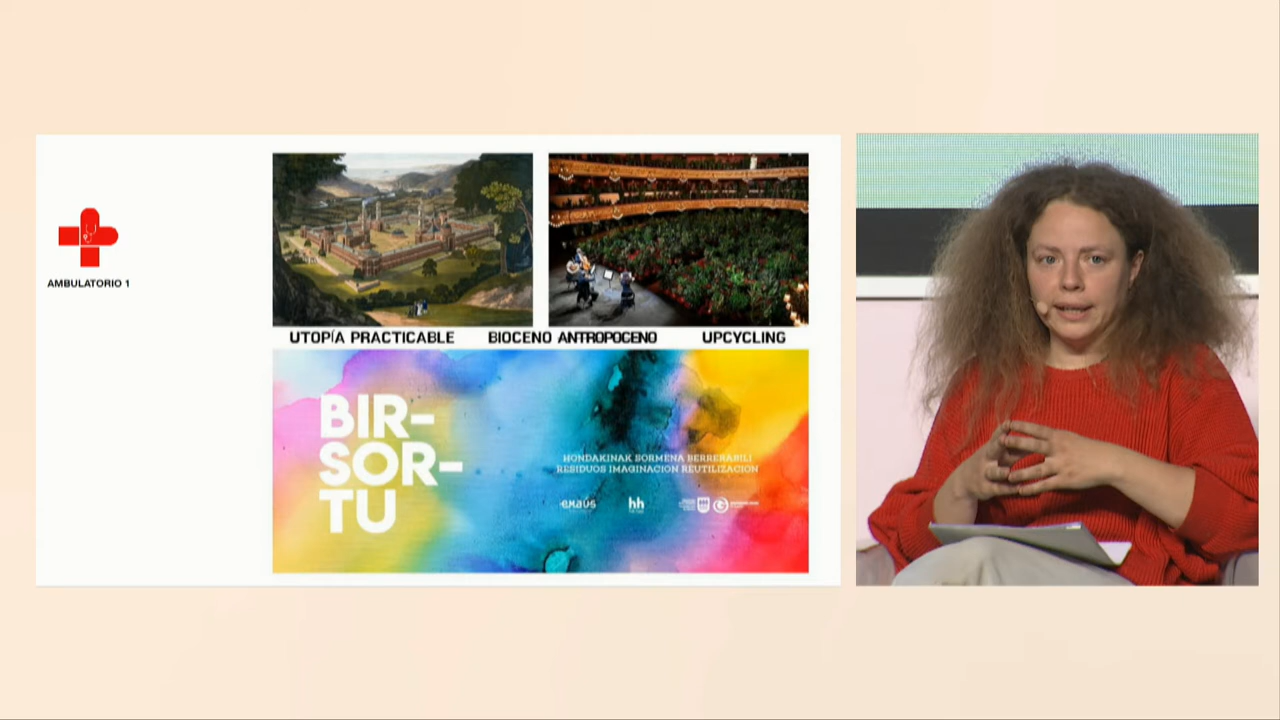 AMBULATORIO 1
UTOPÍA PRACTICABLE BIOCENO ANTROPOCENO UPCYCLING
BIR-
SOR-
TU
HONDAKINAK SORMENA BERRERABILI
RESIDUOS IMAGINACION REUTILIZACION
emaús hh